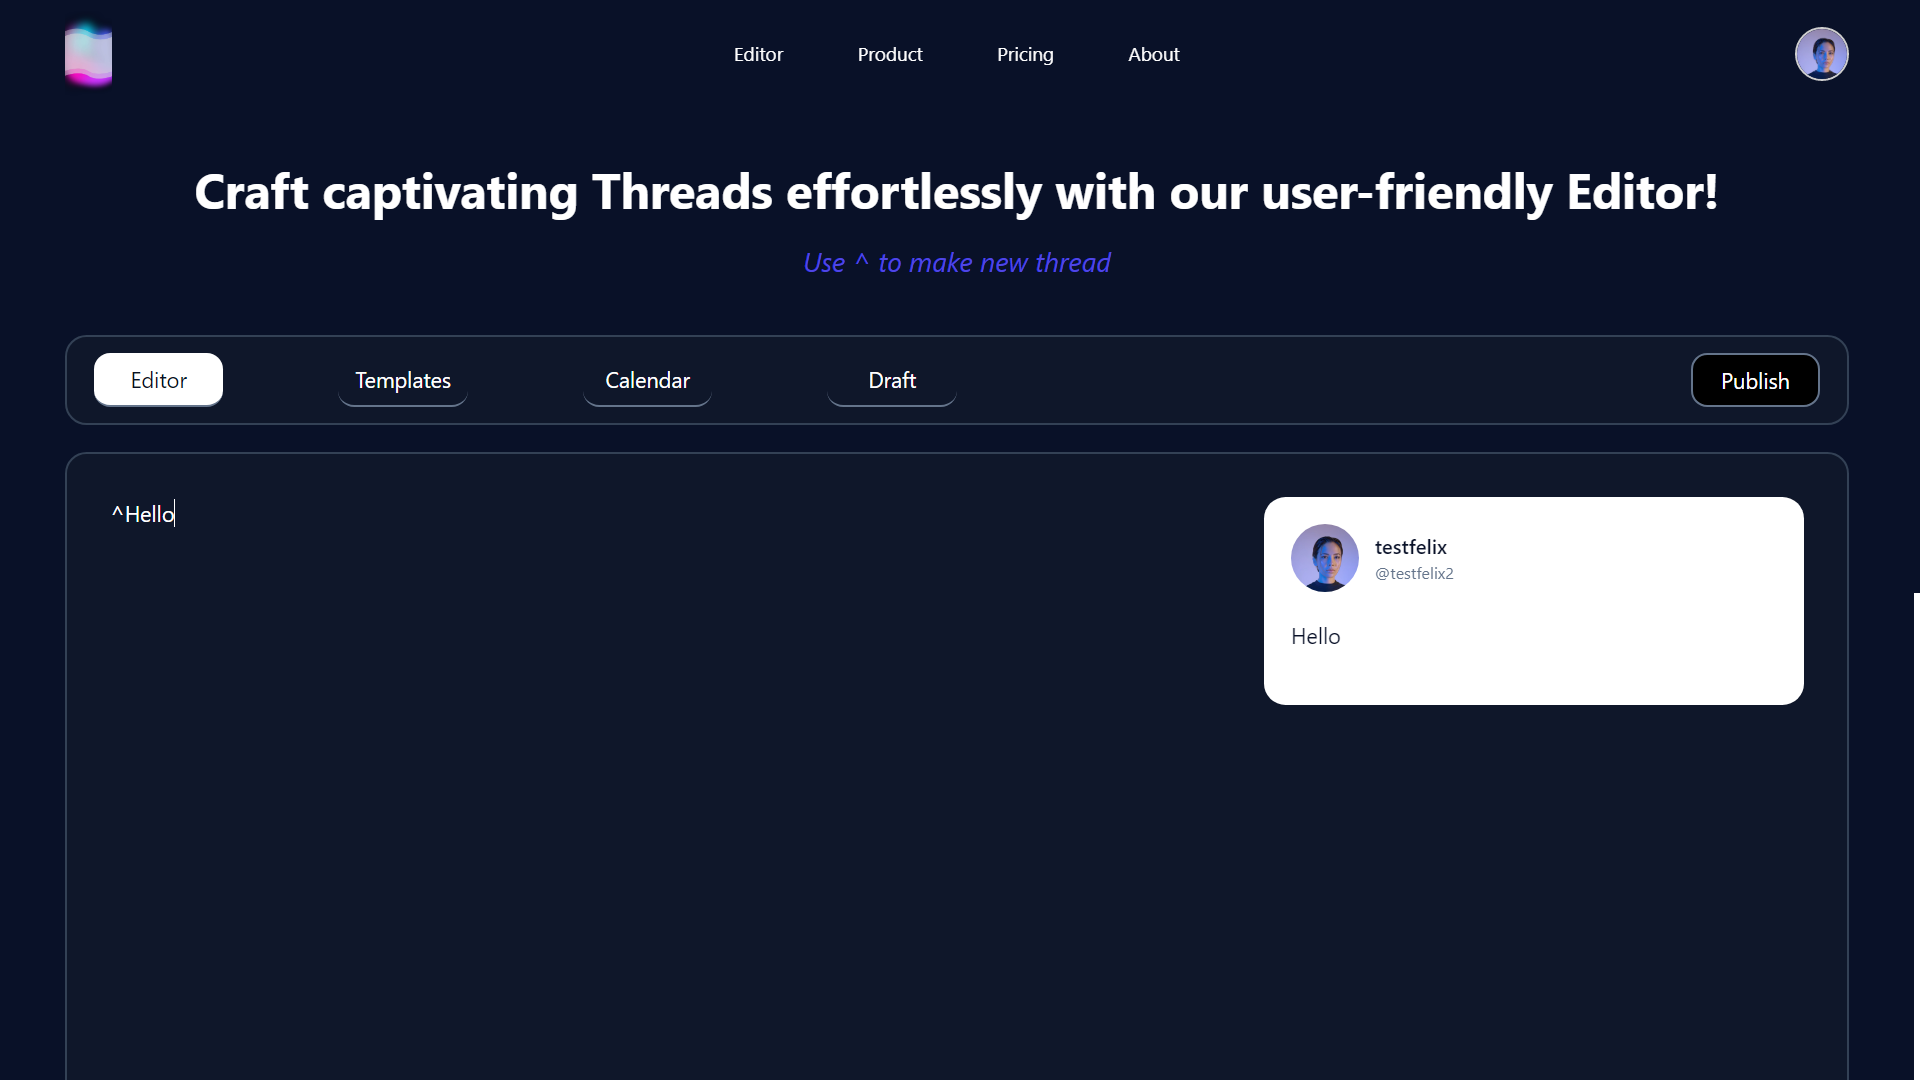 Editor Product Pricing About
Craft captivating Threads effortlessly with our user-friendly Editor!
Use ^ to make new thread
Editor Templates Calendar Draft Publish
^Hello
testfelix
@testfelix2
Hello